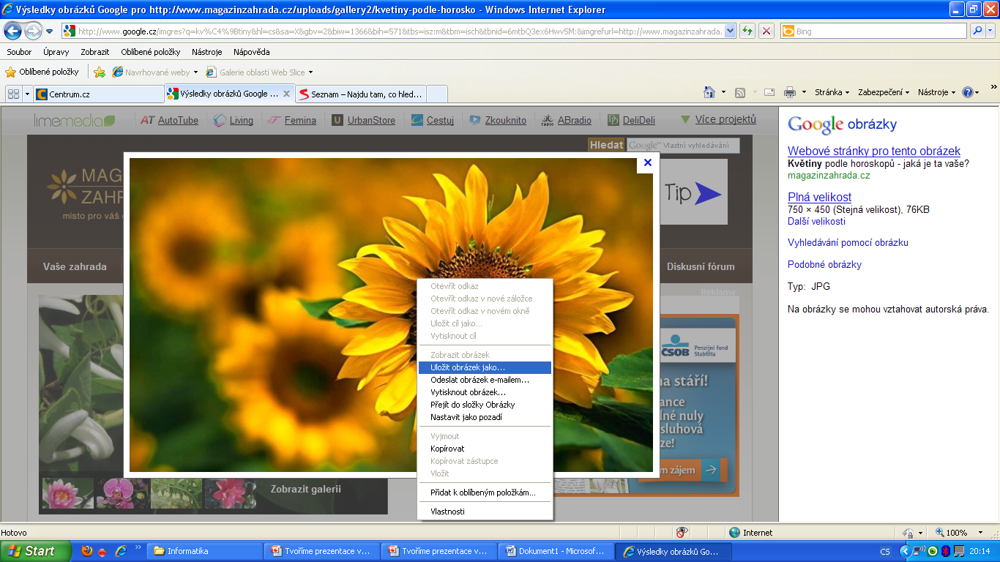 Výsledky obrázků Google pro http://www.magazinzahrada.cz/uploads/gallery2/kvetiny-podle-horosko - Windows Internet Explorer
http://www.google.cz/imgres?q=kv%C4%9Btiny&hl=cs&sa=X&gbv=2&biw=1366&bih=571&tbs=isz:m&tbm=isch&tbnid=6mtbQ3ex6Hwv5M:&imgrefurl=http://www.magazinzahrada.
Bing
Soubor Úpravy Zobrazit Oblíbené položky Nástroje Nápověda
Oblíbené položky Navrhované weby Galerie oblastí Web Slice
Centrum.cz Výsledky obrázků Google ... Seznam – Najdu tam, co hled...
Stránka Zabezpečení Nástroje
limemedia AT AutoTube Living Femina U UrbanStore Cestuj Zkouknito RADIO ABradio DeliDeli Více projektů
Hledat Google™ Vlastní vyhledávání
MAG
ZAHR
místo pro váš
Tip
Vaše zahrada
Diskusní fórum
Reklama
ČSOB Penzijní fond
Stabilita
na stáří!
ance
lné nuly
sluhová
ze!
m zájem
Zobrazit galerii
Otevřít odkaz
Otevřít odkaz v nové záložce
Otevřít odkaz v novém okně
Uložit cíl jako...
Vytisknout cíl
Zobrazit obrázek
Uložit obrázek jako...
Odeslat obrázek e-mailem...
Vytisknout obrázek...
Přejít do složky Obrázky
Nastavit jako pozadí
Vyjmout
Kopírovat
Kopírovat zástupce
Vložit
Přidat k oblíbeným položkám...
Vlastnosti
Google obrázky
Webové stránky pro tento obrázek
Květiny podle horoskopů - jaká je ta vaše?
magazinzahrada.cz
Plná velikost
750 × 450 (Stejná velikost), 76KB
Další velikosti
Vyhledávání pomocí obrázku
Podobné obrázky
Typ: JPG
Na obrázky se mohou vztahovat autorská práva.
Hotovo Internet 100%
Start Informatika Tvoříme prezentace v... Tvoříme prezentace v... Dokument1 - Microsof... Výsledky obrázků Go... CS 20:14